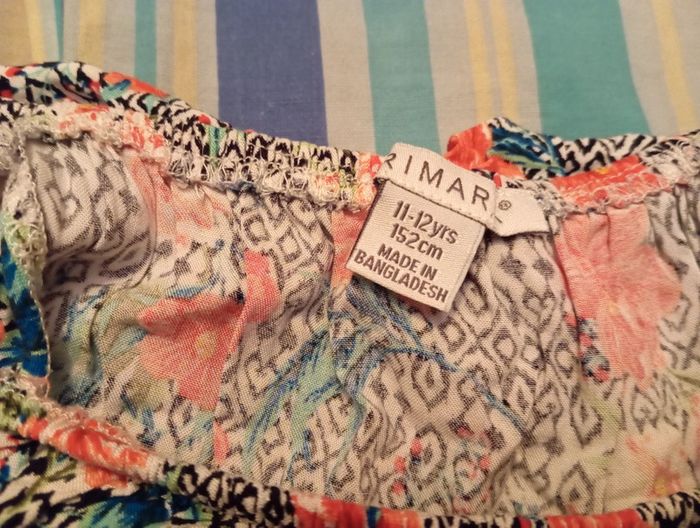 RIMAR®
11-12yrs
152cm
MADE IN
BANGLADESH